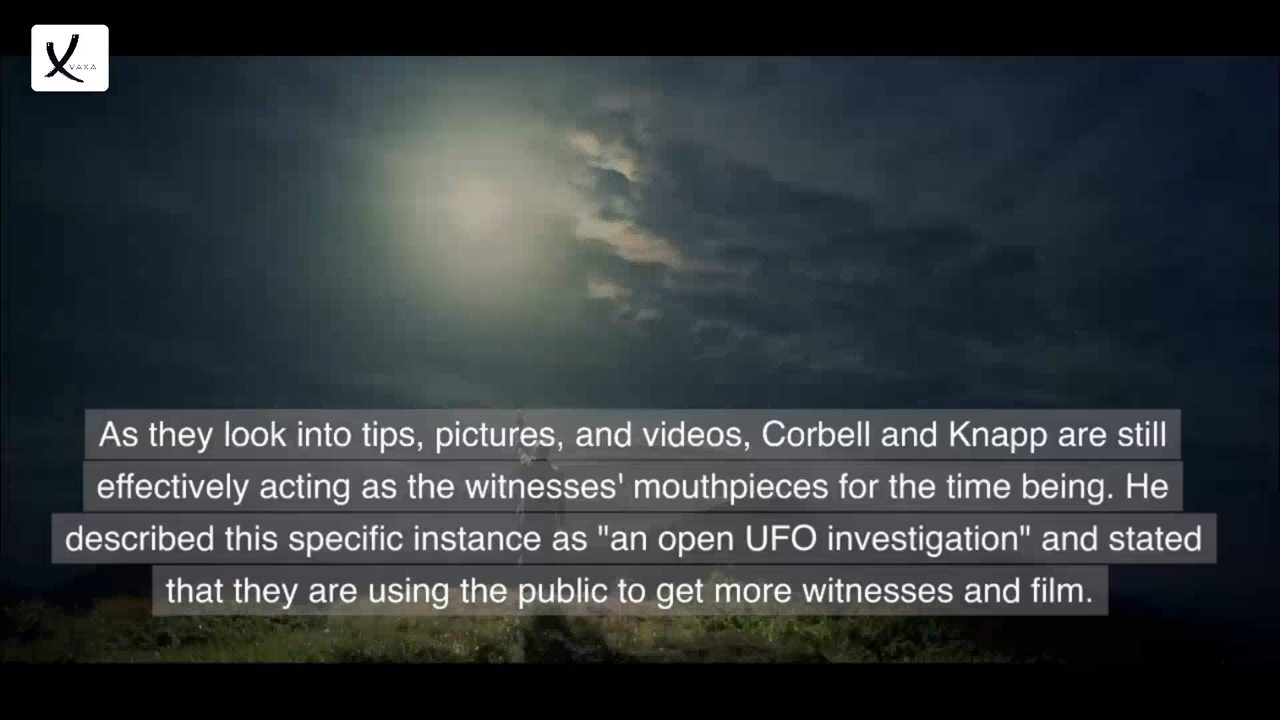 VAXA
As they look into tips, pictures, and videos, Corbell and Knapp are still
effectively acting as the witnesses' mouthpieces for the time being. He
described this specific instance as "an open UFO investigation" and stated
that they are using the public to get more witnesses and film.